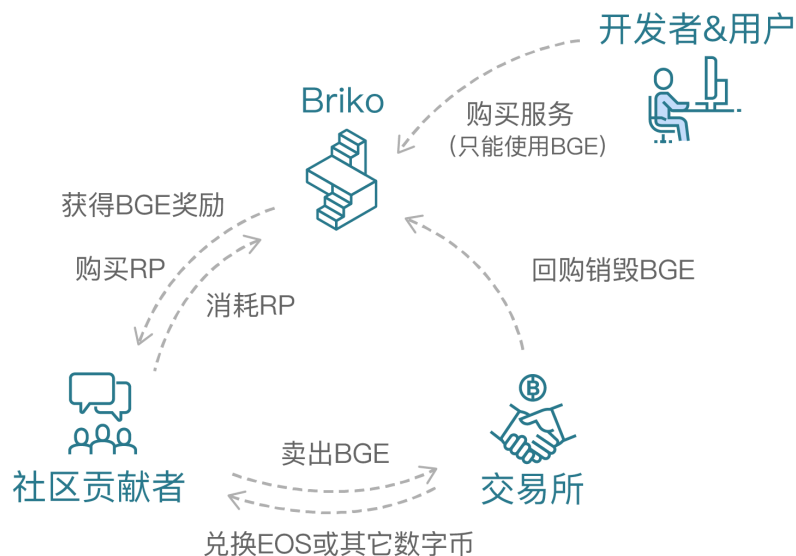 开发者&用户
Briko
购买服务
（只能使用BGE）
获得BGE奖励
购买RP
消耗RP
回购销毁BGE
社区贡献者
卖出BGE
交易所
兑换EOS或其它数字币